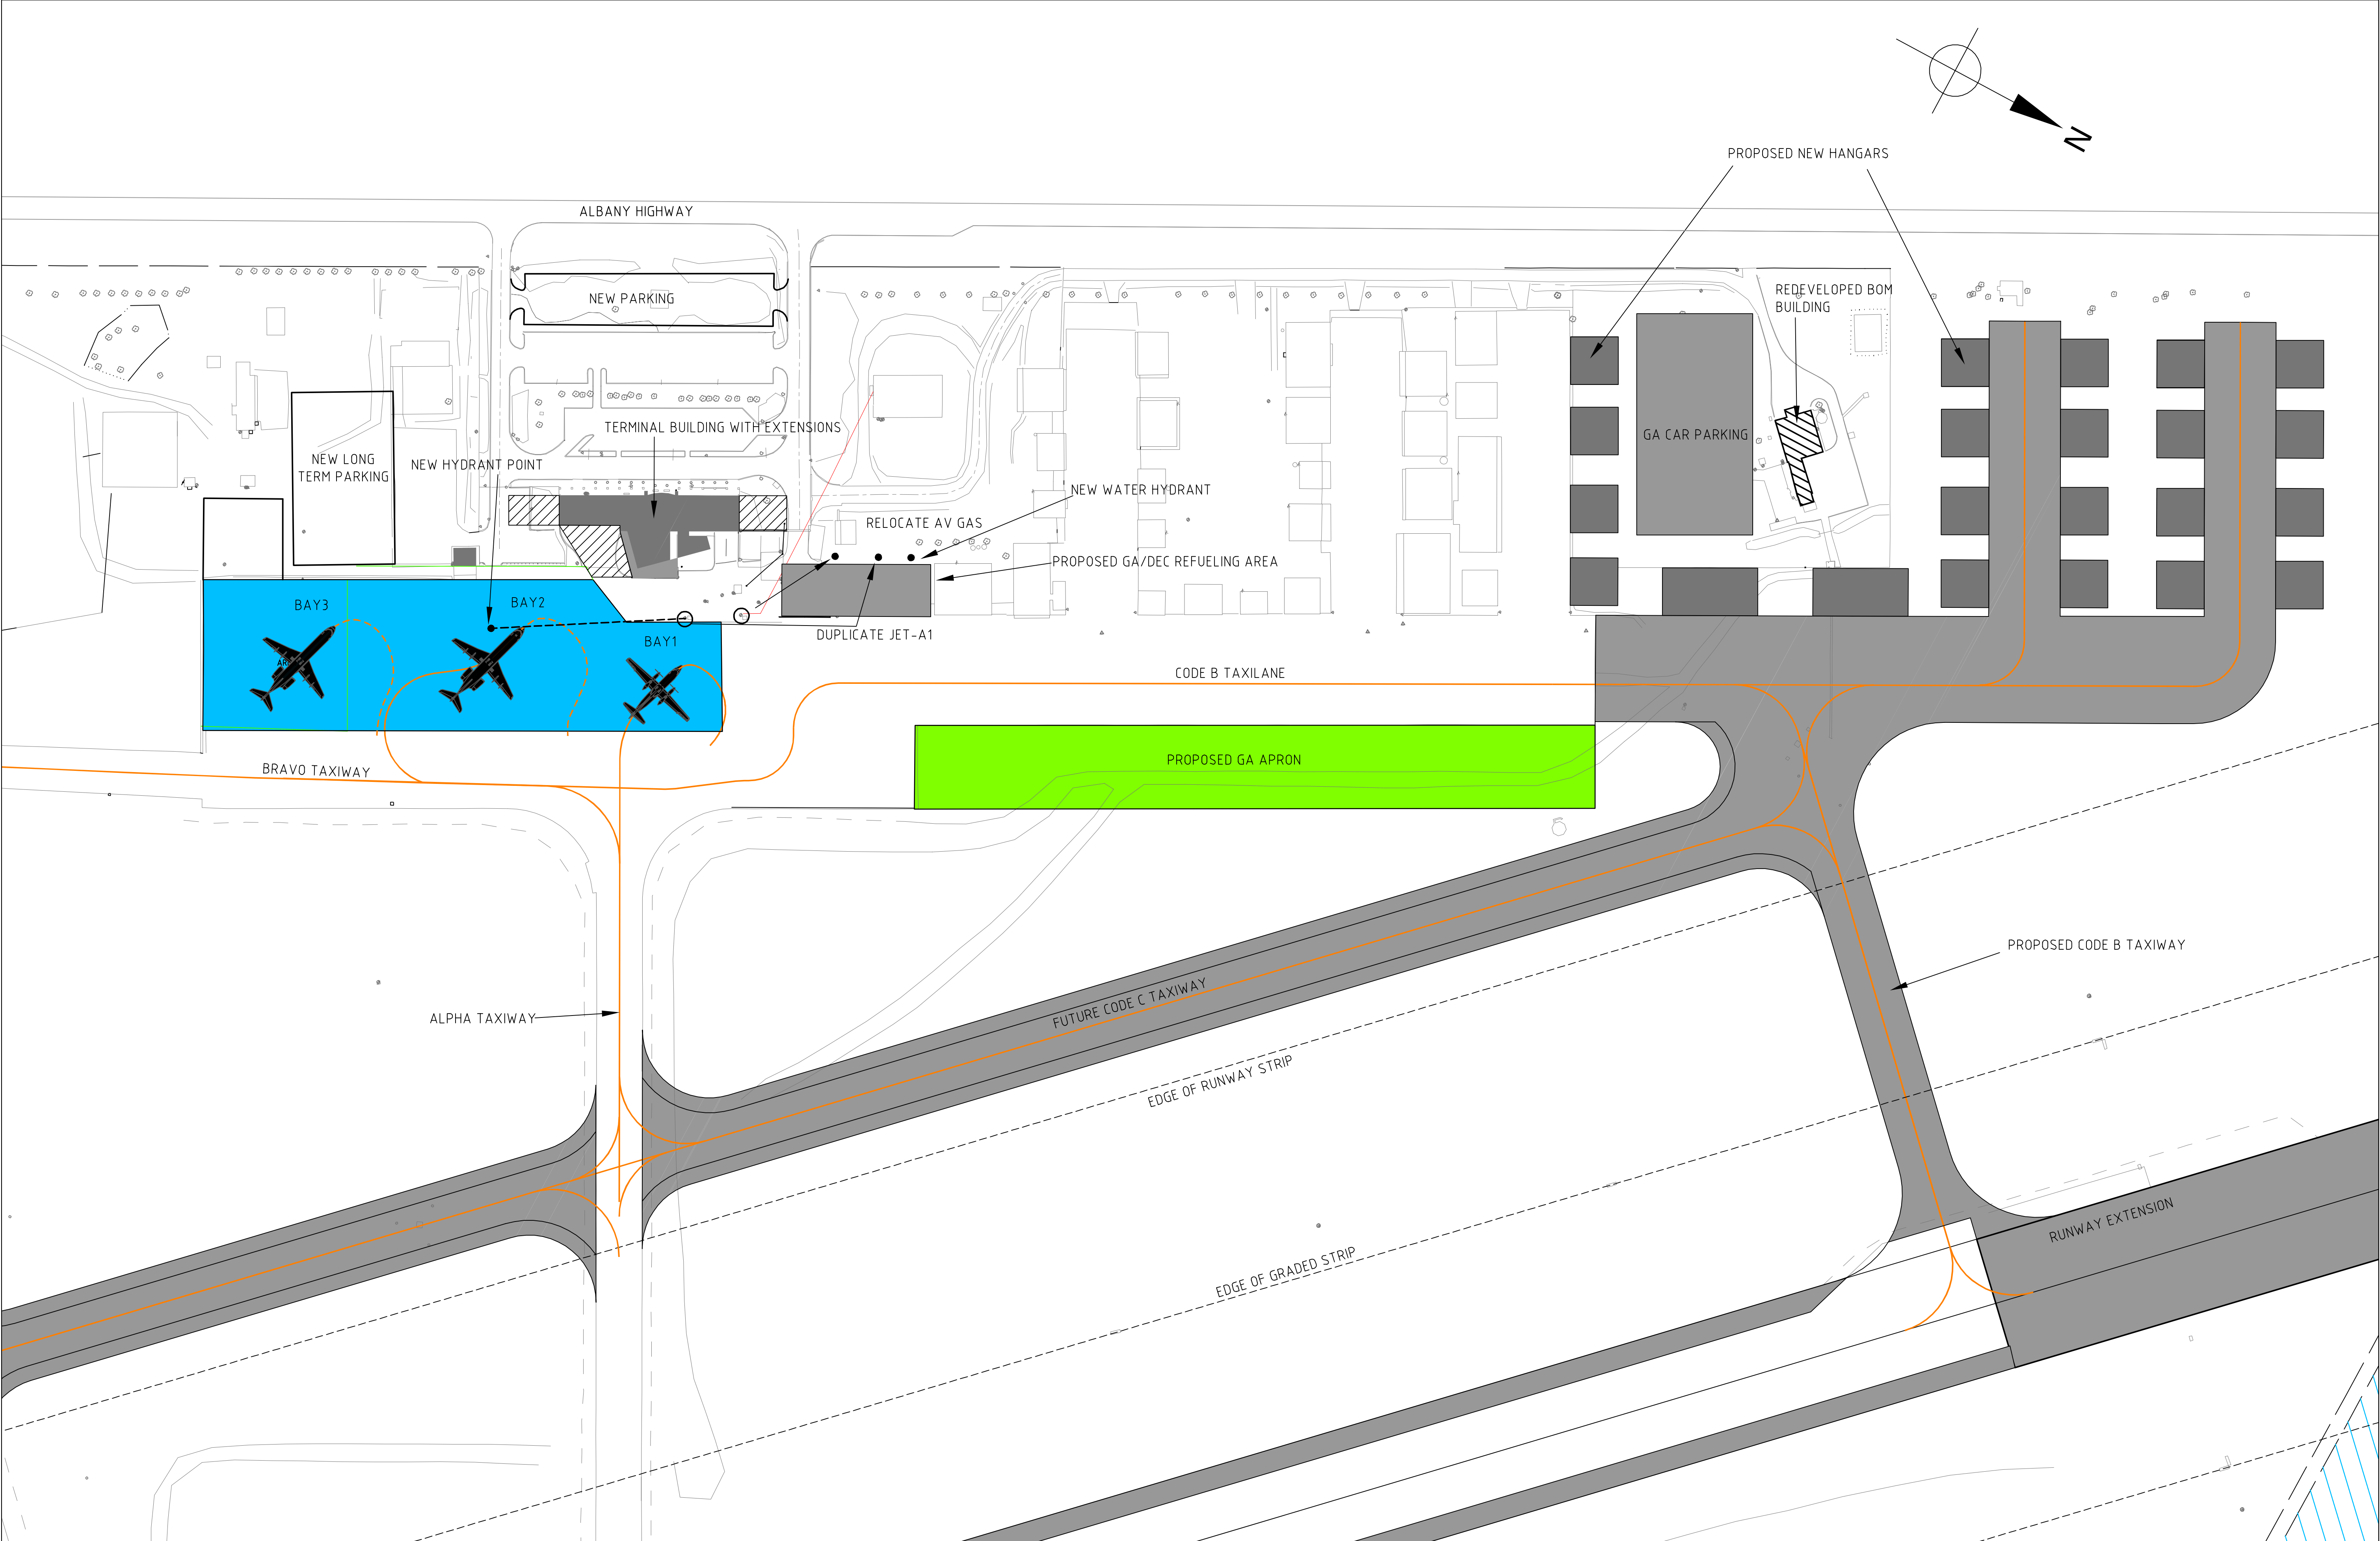 N
PROPOSED NEW HANGARS
ALBANY HIGHWAY
NEW PARKING
REDEVELOPED BOM
BUILDING
TERMINAL BUILDING WITH EXTENSIONS
GA CAR PARKING
NEW LONG
TERM PARKING
NEW HYDRANT POINT
NEW WATER HYDRANT
RELOCATE AV GAS
PROPOSED GA/DEC REFUELING AREA
BAY3
BAY2
BAY1
DUPLICATE JET-A1
CODE B TAXILANE
BRAVO TAXIWAY
PROPOSED GA APRON
PROPOSED CODE B TAXIWAY
ALPHA TAXIWAY
FUTURE CODE C TAXIWAY
EDGE OF RUNWAY STRIP
RUNWAY EXTENSION
EDGE OF GRADED STRIP